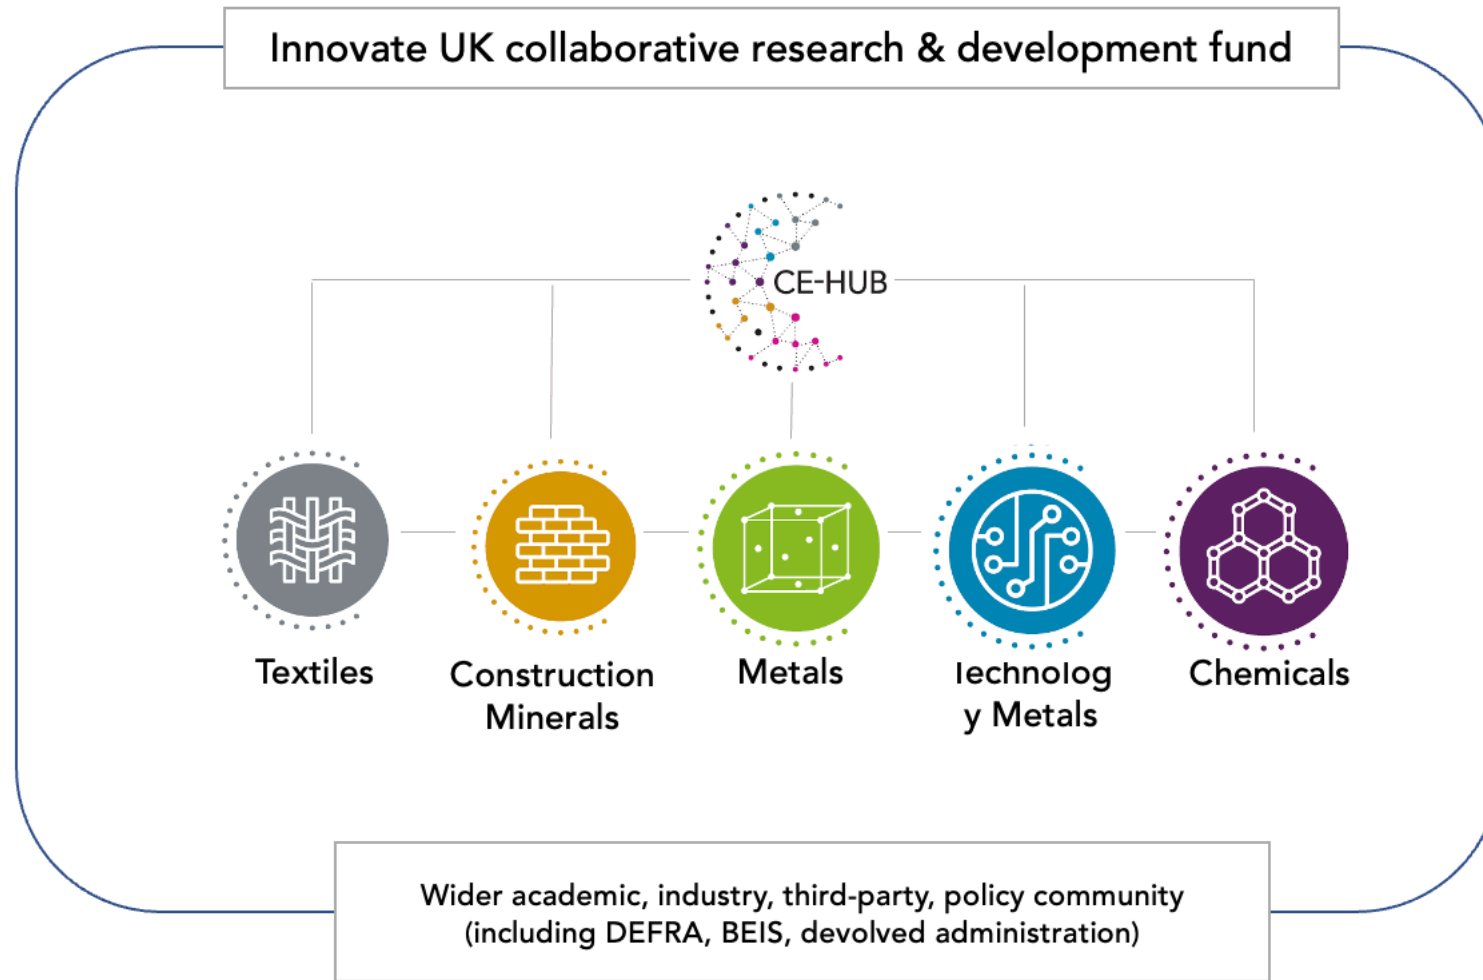 Innovate UK collaborative research & development fund
CE-HUB
Textiles
Construction
Minerals
Metals
Technolog
y Metals
Chemicals
Wider academic, industry, third-party, policy community
(including DEFRA, BEIS, devolved administration)